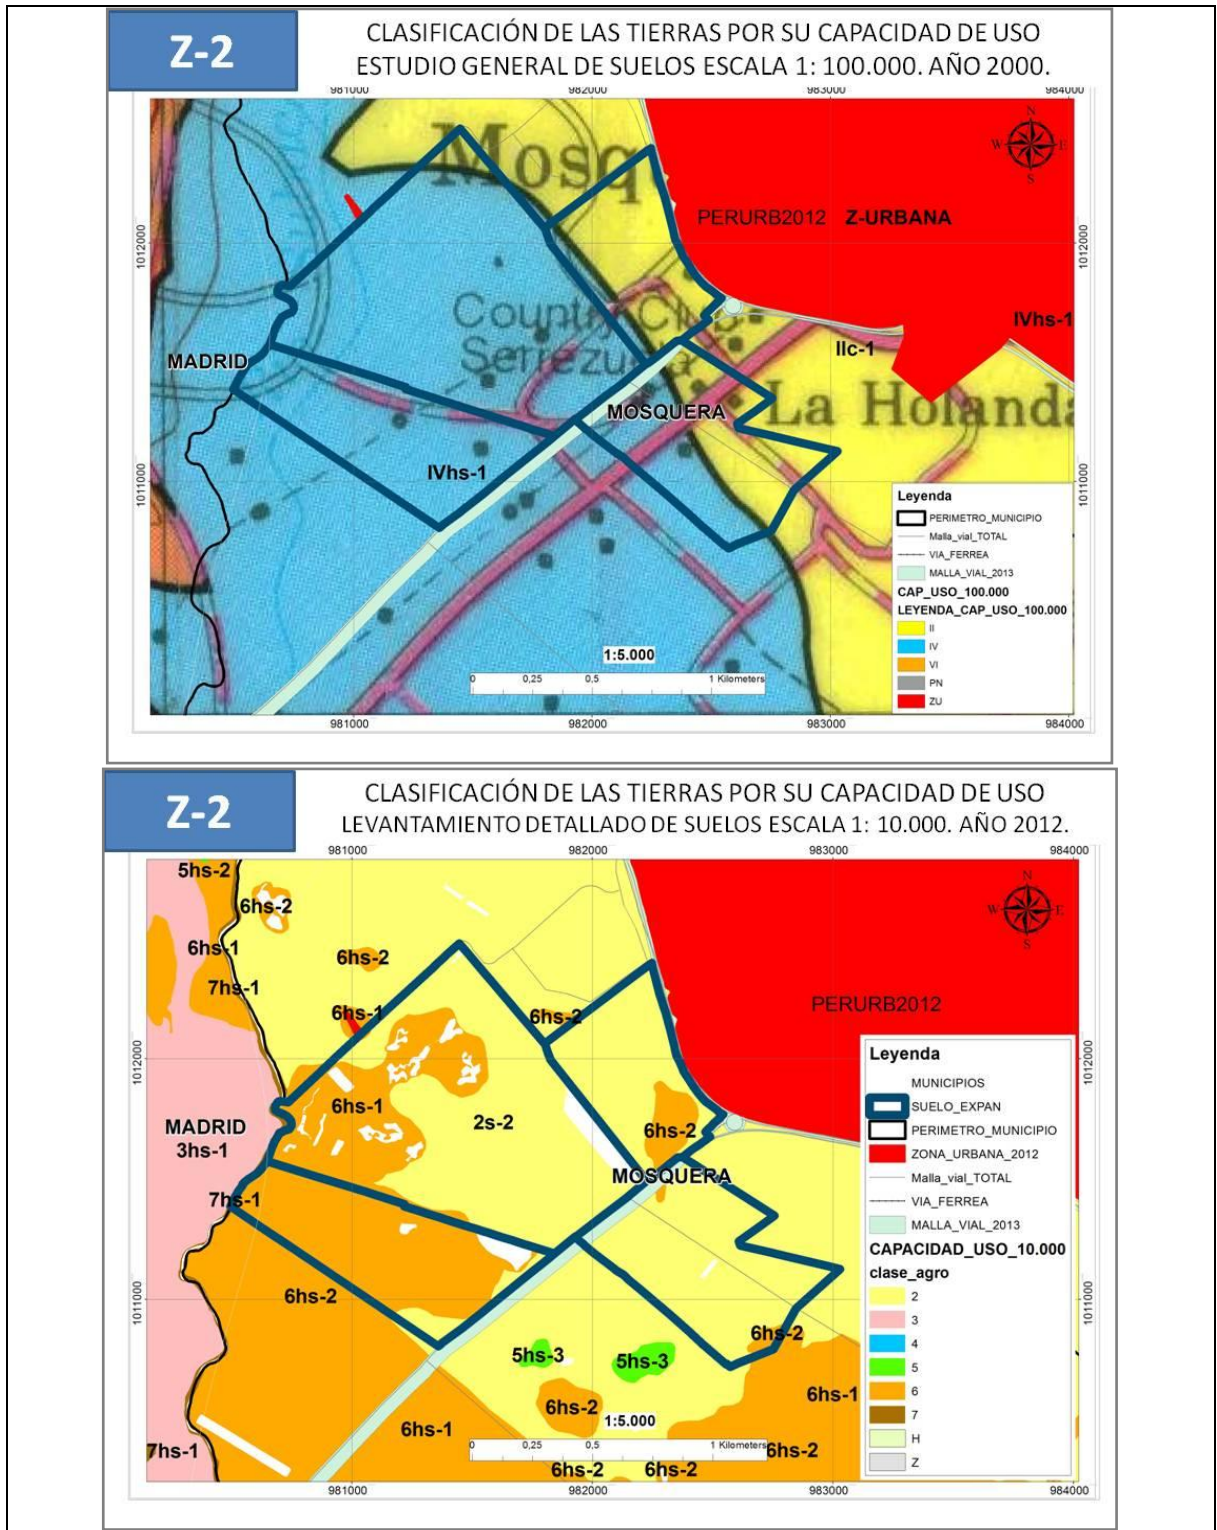 Z-2
CLASIFICACIÓN DE LAS TIERRAS POR SU CAPACIDAD DE USO
ESTUDIO GENERAL DE SUELOS ESCALA 1: 100.000. AÑO 2000.
981000 982000 983000 984000
Mosqu
N
W E
S
PERURB2012 Z-URBANA
1012000 1012000
Country Club
Serrezuela
IVhs-1
IIc-1
MADRID
MOSQUERA
La Holanda
IVhs-1
1011000 1011000
Leyenda
PERIMETRO_MUNICIPIO
Malla_vial_TOTAL
VIA_FERREA
MALLA_VIAL_2013
CAP_USO_100.000
LEYENDA_CAP_USO_100.000
II
IV
VI
PN
ZU
1:5.000
0 0,25 0,5 1 Kilometers
981000 982000 983000 984000
Z-2
CLASIFICACIÓN DE LAS TIERRAS POR SU CAPACIDAD DE USO
LEVANTAMIENTO DETALLADO DE SUELOS ESCALA 1: 10.000. AÑO 2012.
981000 982000 983000 984000
5hs-2
6hs-2
N
W E
S
6hs-1
6hs-2
7hs-1
6hs-1
6hs-2
PERURB2012
1012000 1012000
6hs-1
2s-2
6hs-2
MADRID
3hs-1
MOSQUERA
7hs-1
6hs-2
1011000 1011000
6hs-2
5hs-3
5hs-3
6hs-1
6hs-2
6hs-1
1:5.000
7hs-1
0 0,25 0,5 1 Kilometers
6hs-2
6hs-2
6hs-2
Leyenda
MUNICIPIOS
SUELO_EXPAN
PERIMETRO_MUNICIPIO
ZONA_URBANA_2012
Malla_vial_TOTAL
VIA_FERREA
MALLA_VIAL_2013
CAPACIDAD_USO_10.000
clase_agro
2
3
4
5
6
7
H
Z
981000 982000 983000 984000